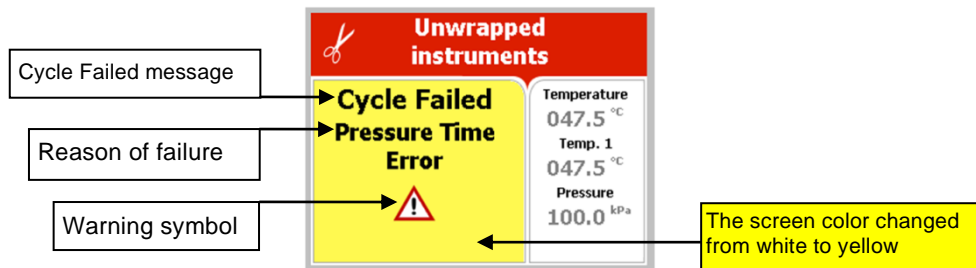 Unwrapped
instruments
Cycle Failed message
Cycle Failed
Pressure Time
Error
Reason of failure
Warning symbol
Temperature
047.5 °C
Temp. 1
047.5 °C
Pressure
100.0 kPa
The screen color changed
from white to yellow